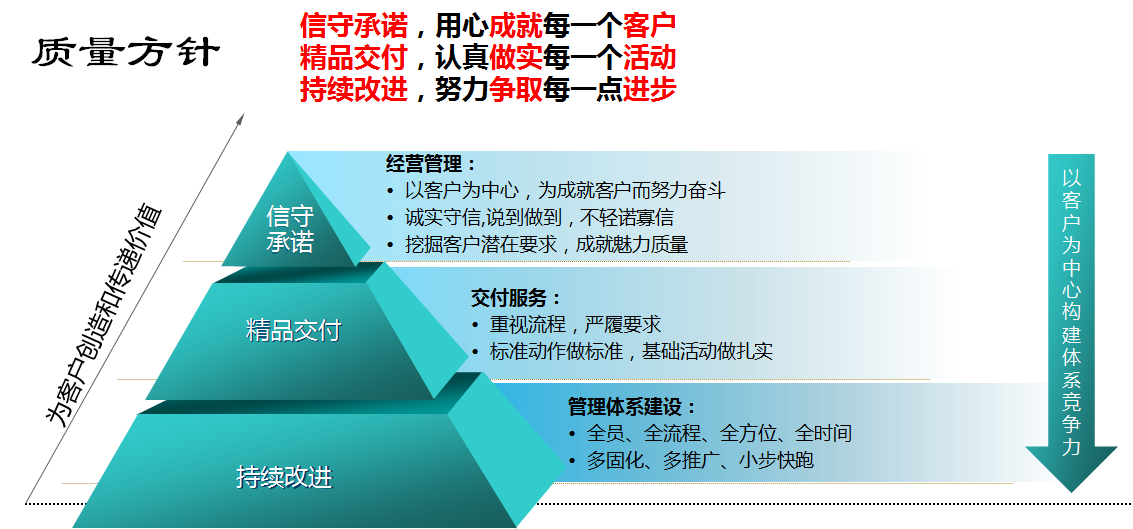 质量方针
信守承诺，用心成就每一个客户
精品交付，认真做实每一个活动
持续改进，努力争取每一点进步
为客户创造和传递价值
信守
承诺
经营管理：
• 以客户为中心，为成就客户而努力奋斗
• 诚实守信,说到做到，不轻诺寡信
• 挖掘客户潜在要求，成就魅力质量
精品交付
交付服务：
• 重视流程，严履要求
• 标准动作做标准，基础活动做扎实
持续改进
管理体系建设：
• 全员、全流程、全方位、全时间
• 多固化、多推广、小步快跑
以客户为中心构建体系竞争力